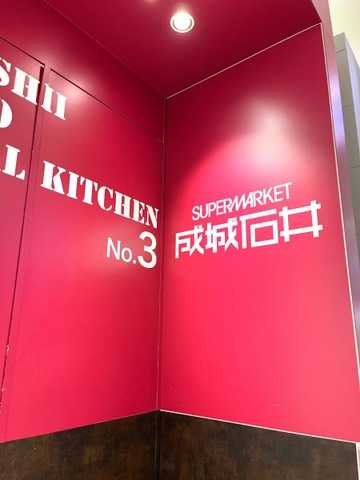 SHII
L KITCHEN
No.3
SUPERMARKET
成城石井